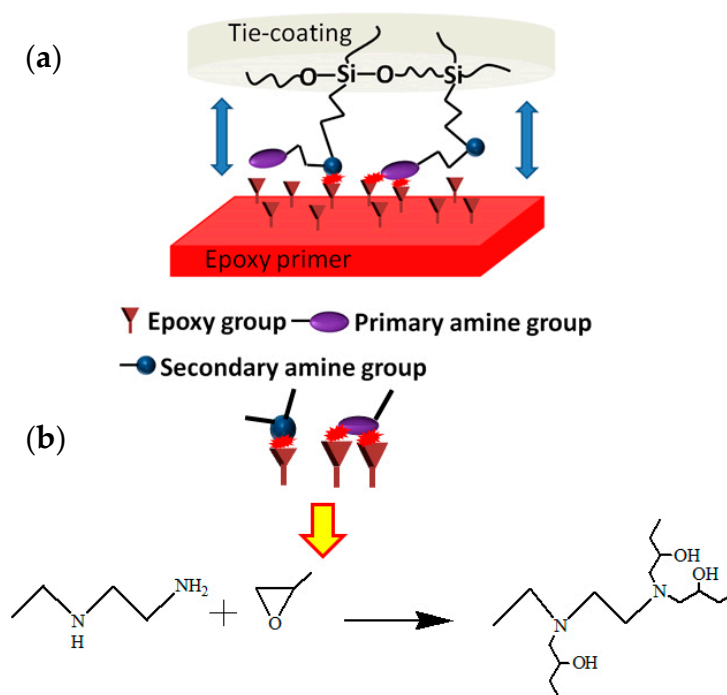 (a)
Tie-coating
O Si O Si
Epoxy primer
Epoxy group Primary amine group
Secondary amine group
(b)
NH2
N
H
+
O
OH
OH
N
N
OH